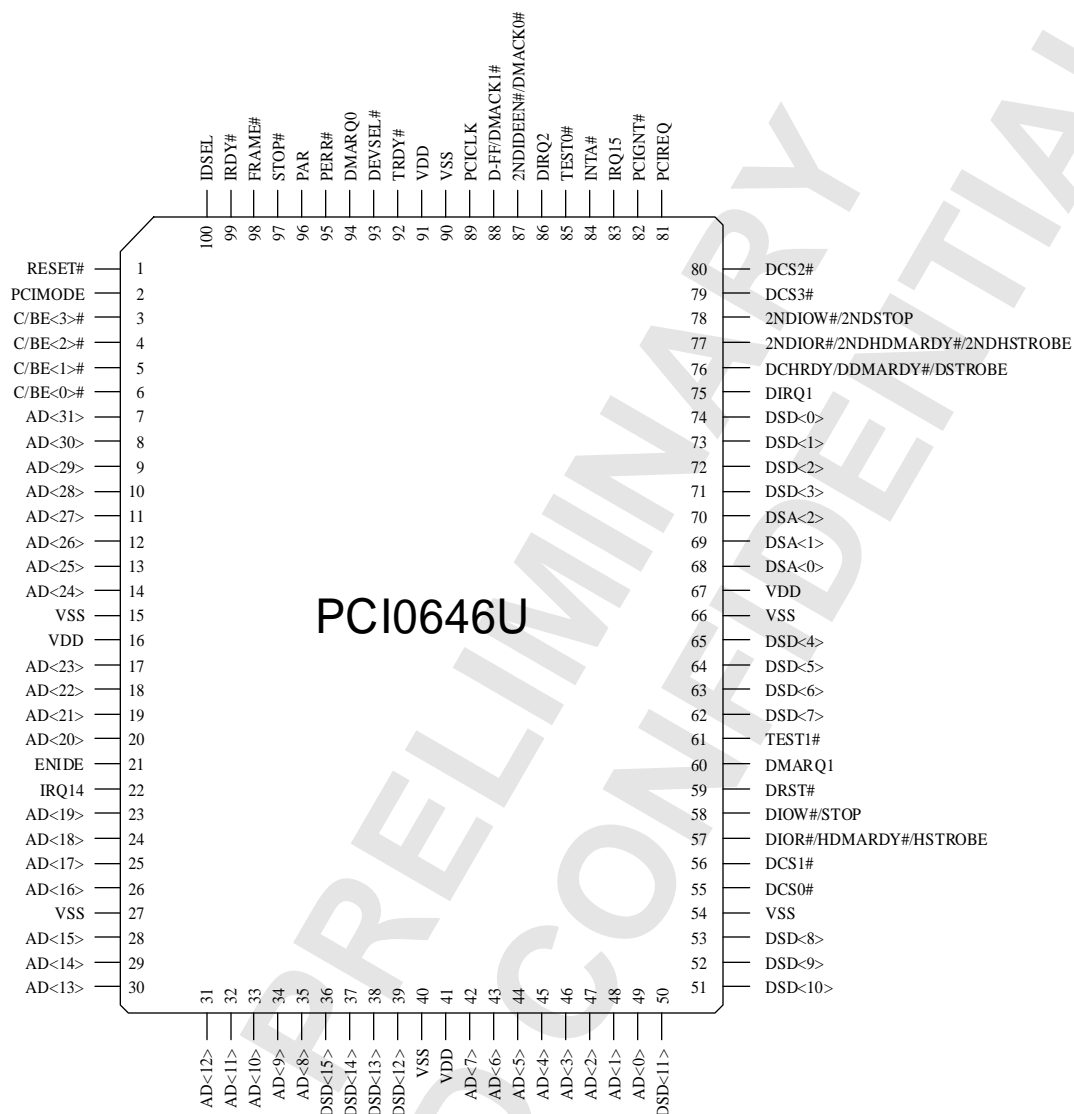 IDSEL
IRDY#
FRAME#
STOP#
PAR
PERR#
DMARQ0
DEVSEL#
TRDY#
VDD
VSS
PCICLK
D-FF/DMACK1#
2NDIDEEN#/DMACK0#
DIRQ2
TEST0#
INTA#
IRQ15
PCIGNT#
PCIREQ
100 99 98 97 96 95 94 93 92 91 90 89 88 87 86 85 84 83 82 81
RESET# 1 80 DCS2#
PCIMODE 2 79 DCS3#
C/BE<3># 3 78 2NDIOW#/2NDSTOP
C/BE<2># 4 77 2NDIOR#/2NDHDMARDY#/2NDHSTROBE
C/BE<1># 5 76 DCHRDY/DDMARDY#/DSTROBE
C/BE<0># 6 75 DIRQ1
AD<31> 7 74 DSD<0>
AD<30> 8 73 DSD<1>
AD<29> 9 72 DSD<2>
AD<28> 10 71 DSD<3>
AD<27> 11 70 DSA<2>
AD<26> 12 69 DSA<1>
AD<25> 13 68 DSA<0>
AD<24> 14 67 VDD
VSS 15 66 VSS
VDD 16 65 DSD<4>
AD<23> 17 64 DSD<5>
AD<22> 18 63 DSD<6>
AD<21> 19 62 DSD<7>
AD<20> 20 61 TEST1#
ENIDE 21 60 DMARQ1
IRQ14 22 59 DRST#
AD<19> 23 58 DIOW#/STOP
AD<18> 24 57 DIOR#/HDMARDY#/HSTROBE
AD<17> 25 56 DCS1#
AD<16> 26 55 DCS0#
VSS 27 54 VSS
AD<15> 28 53 DSD<8>
AD<14> 29 52 DSD<9>
AD<13> 30 51 DSD<10>
PCI0646U
31 32 33 34 35 36 37 38 39 40 41 42 43 44 45 46 47 48 49 50
AD<12>
AD<11>
AD<10>
AD<9>
AD<8>
DSD<15>
DSD<14>
DSD<13>
DSD<12>
VSS
VDD
AD<7>
AD<6>
AD<5>
AD<4>
AD<3>
AD<2>
AD<1>
AD<0>
DSD<11>
PRELIMINARY